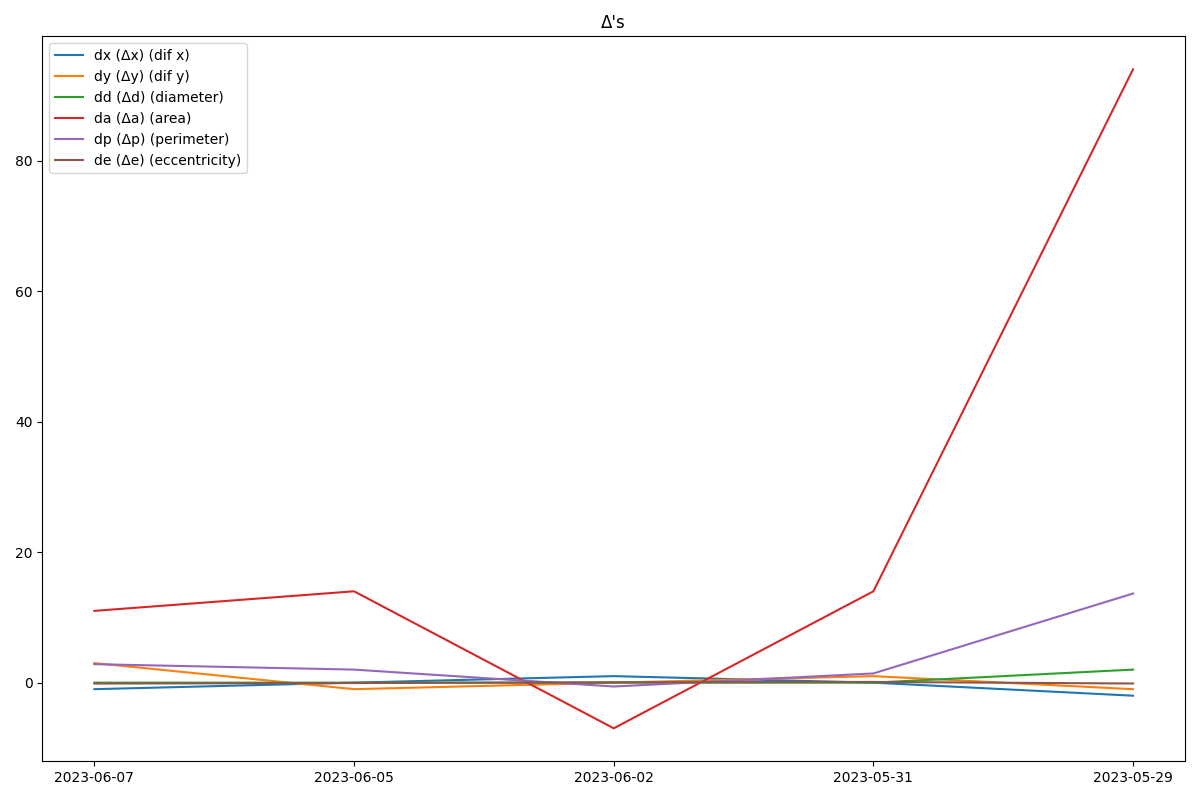 Δ's
dx (Δx) (dif x)
dy (Δy) (dif y)
dd (Δd) (diameter)
da (Δa) (area)
dp (Δp) (perimeter)
de (Δe) (eccentricity)
80
60
40
20
0
2023-06-07
2023-06-05
2023-06-02
2023-05-31
2023-05-29